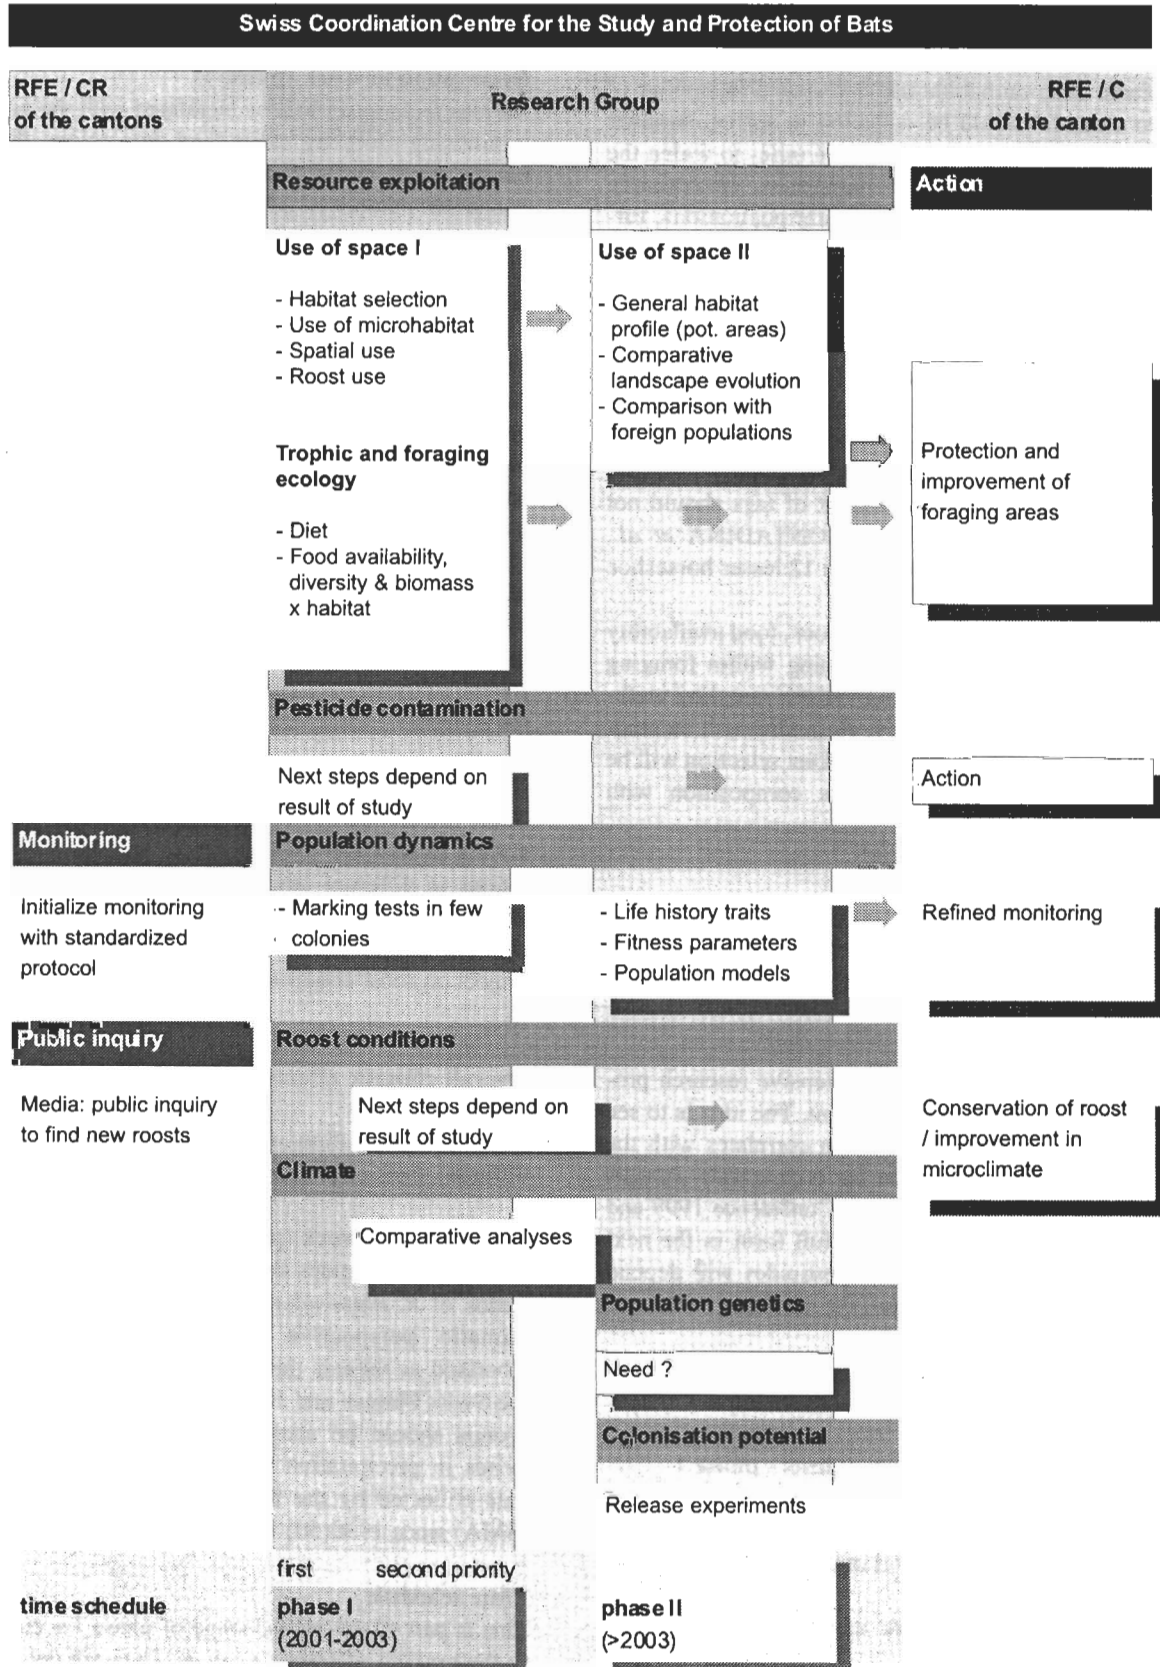 Swiss Coordination Centre for the Study and Protection of Bats
RFE / CR
of the cantons
Research Group
RFE / C
of the canton
Resource exploitation
Action
Use of space I
- Habitat selection
- Use of microhabitat
- Spatial use
- Roost use
Trophic and foraging
ecology
- Diet
- Food availability,
diversity & biomass
x habitat
Use of space II
- General habitat
profile (pot. areas)
- Comparative
landscape evolution
- Comparison with
foreign populations
Protection and
improvement of
foraging areas
Pesticide contamination
Next steps depend on
result of study
Action
Monitoring
Population dynamics
Initialize monitoring
with standardized
protocol
- Marking tests in few
colonies
- Life history traits
- Fitness parameters
- Population models
Refined monitoring
Public inquiry
Roost conditions
Media: public inquiry
to find new roosts
Next steps depend on
result of study
Conservation of roost
/ improvement in
microclimate
Climate
Comparative analyses
Population genetics
Need ?
Colonisation potential
Release experiments
first second priority
time schedule
phase I
(2001-2003)
phase II
(>2003)